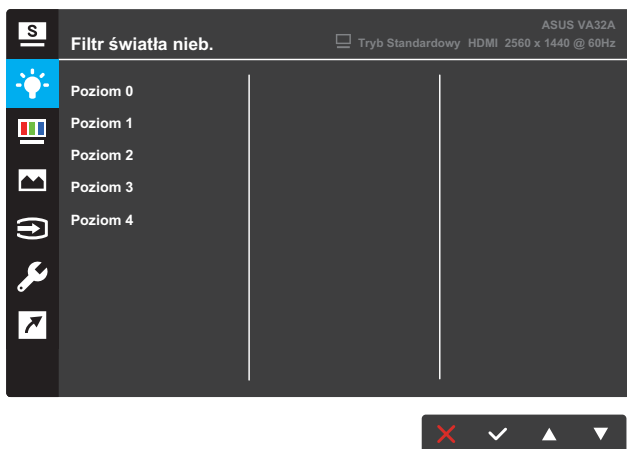 S
ASUS VA32A
Filtr światła nieb.
Tryb Standardowy HDMI 2560 x 1440 @ 60Hz
Poziom 0
Poziom 1
Poziom 2
Poziom 3
Poziom 4